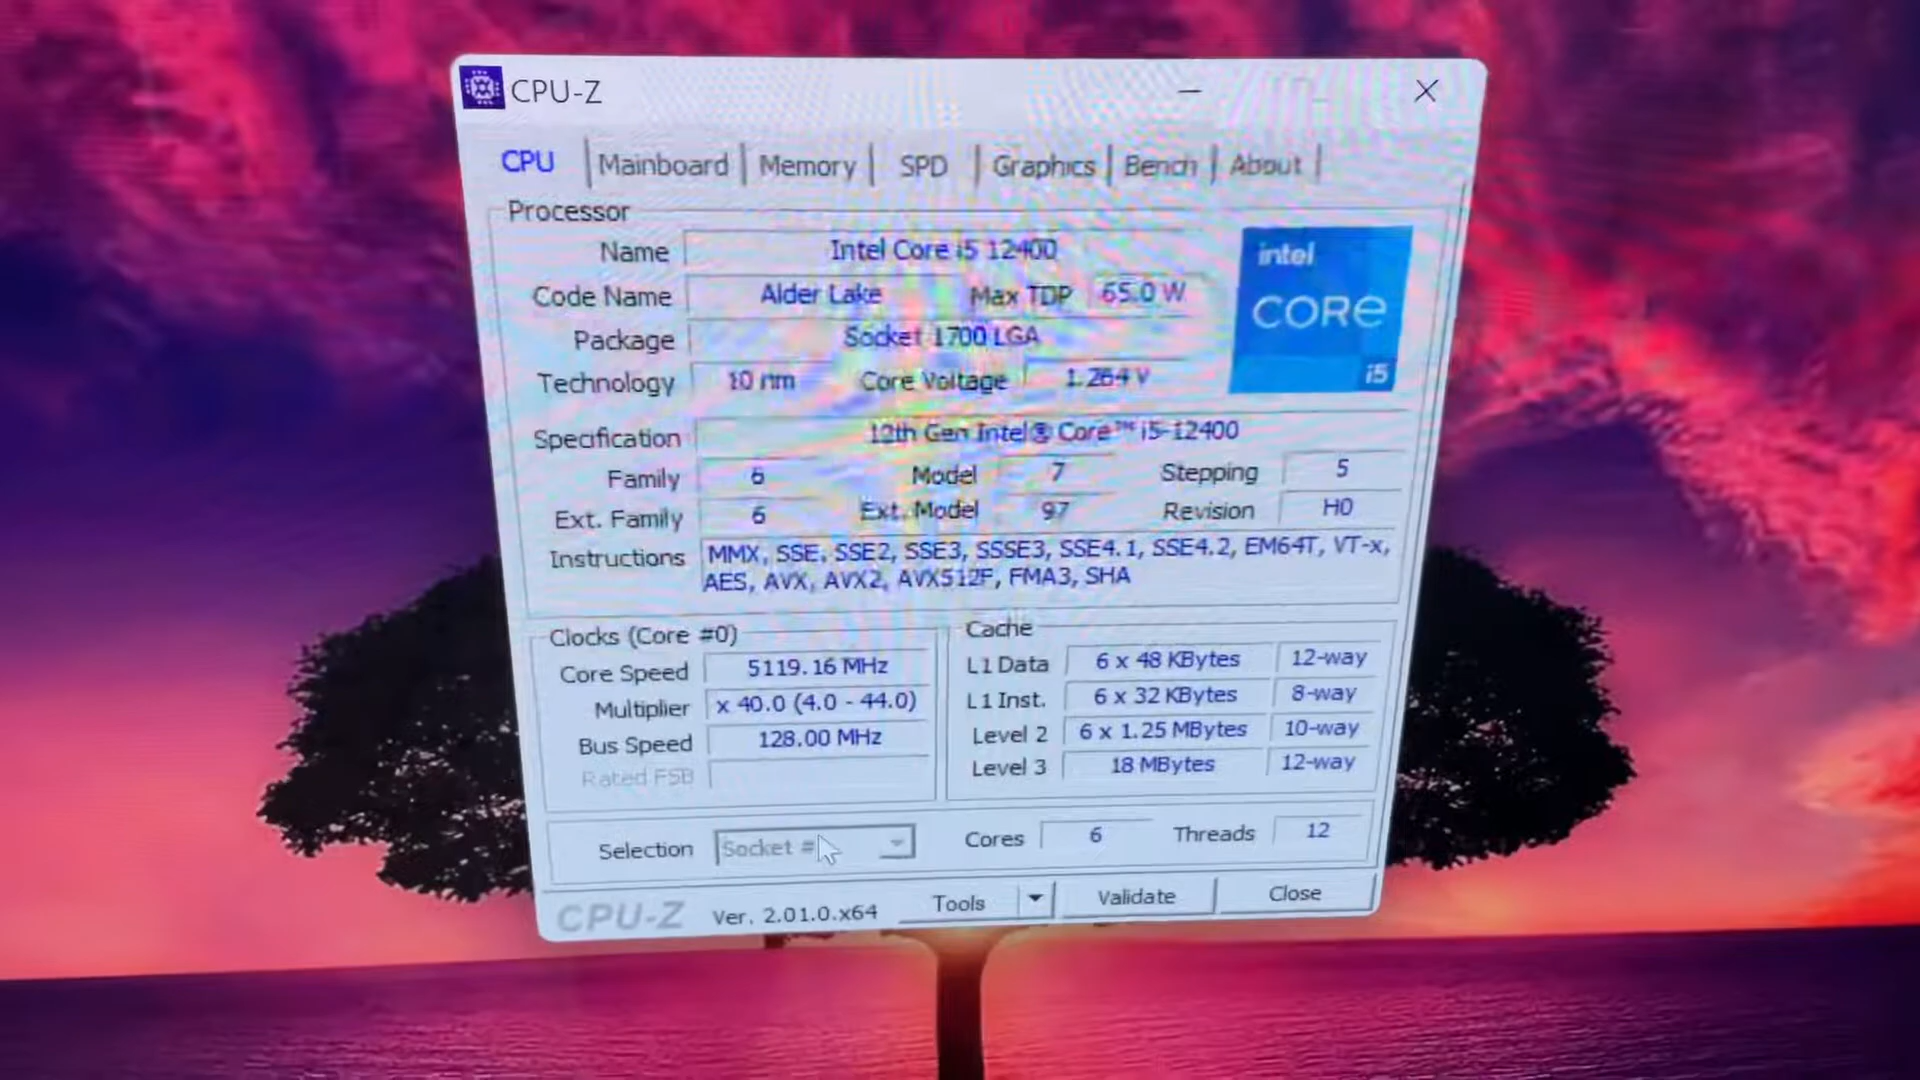 CPU-Z
CPU Mainboard Memory SPD Graphics Bench About
Processor
Name Intel Core i5 12400
Code Name Alder Lake Max TDP 65.0 W
Package Socket 1700 LGA
Technology 10 nm Core Voltage 1.264 V
intel
CORe
i5
Specification 12th Gen Intel® Core™ i5-12400
Family 6 Model 7 Stepping 5
Ext. Family 6 Ext. Model 97 Revision H0
Instructions MMX, SSE, SSE2, SSE3, SSSE3, SSE4.1, SSE4.2, EM64T, VT-x,
AES, AVX, AVX2, AVX512F, FMA3, SHA
Clocks (Core #0)
Core Speed 5119.16 MHz
Multiplier x 40.0 (4.0 - 44.0)
Bus Speed 128.00 MHz
Rated FSB
Cache
L1 Data 6 x 48 KBytes 12-way
L1 Inst. 6 x 32 KBytes 8-way
Level 2 6 x 1.25 MBytes 10-way
Level 3 18 MBytes 12-way
Selection Socket # Cores 6 Threads 12
CPU-Z Ver. 2.01.0.x64 Tools Validate Close